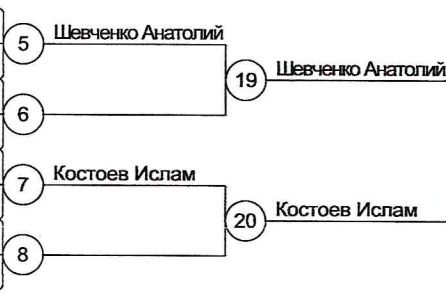 5 Шевченко Анатолий
19 Шевченко Анатолий
6
7 Костоев Ислам
20 Костоев Ислам
8